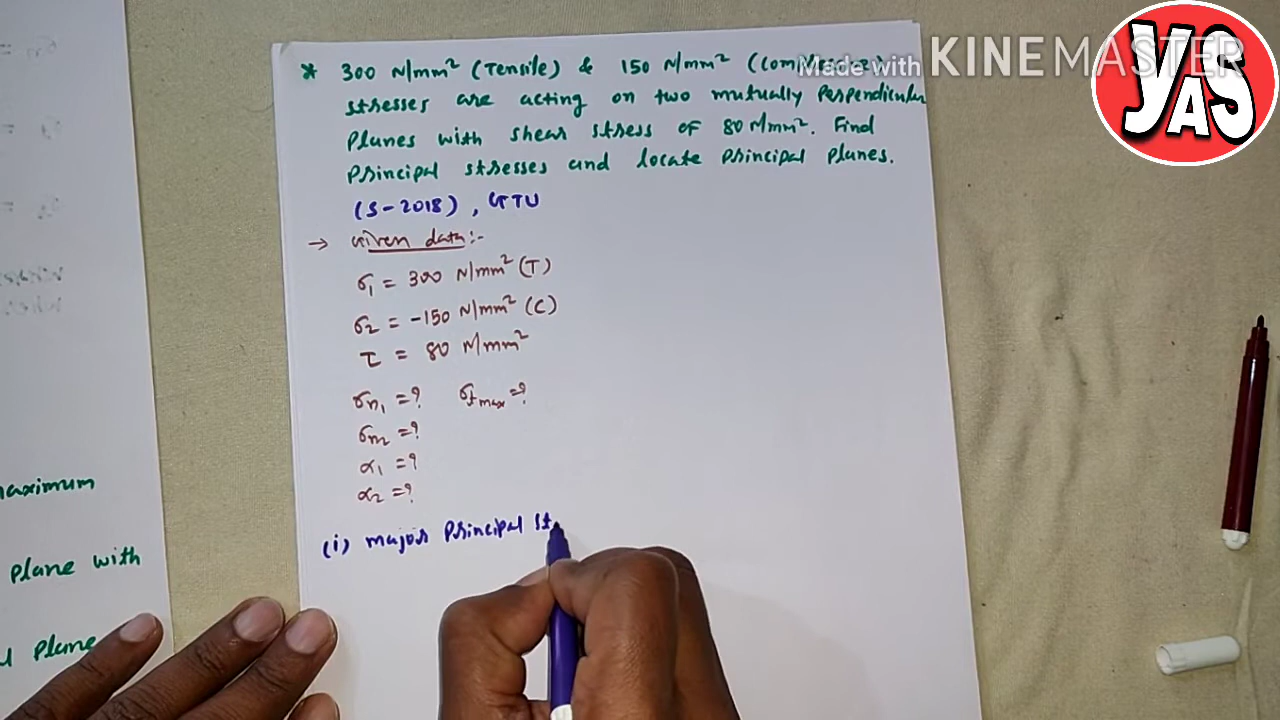 * 300 N/mm² (Tensile) & 150 N/mm² (compressive)
stresses are acting on two mutually perpendicular
planes with shear stress of 80 N/mm². Find
principal stresses and locate principal planes.
(S-2018), GTU
→ Given data:-
σ₁ = 300 N/mm² (T)
σ₂ = -150 N/mm² (C)
τ = 80 N/mm²
σn₁ = ? σt max = ?
σn₂ = ?
α₁ = ?
α₂ = ?
(i) major principal st
maximum
plane with
plane
Made with KINEMASTER
YAS